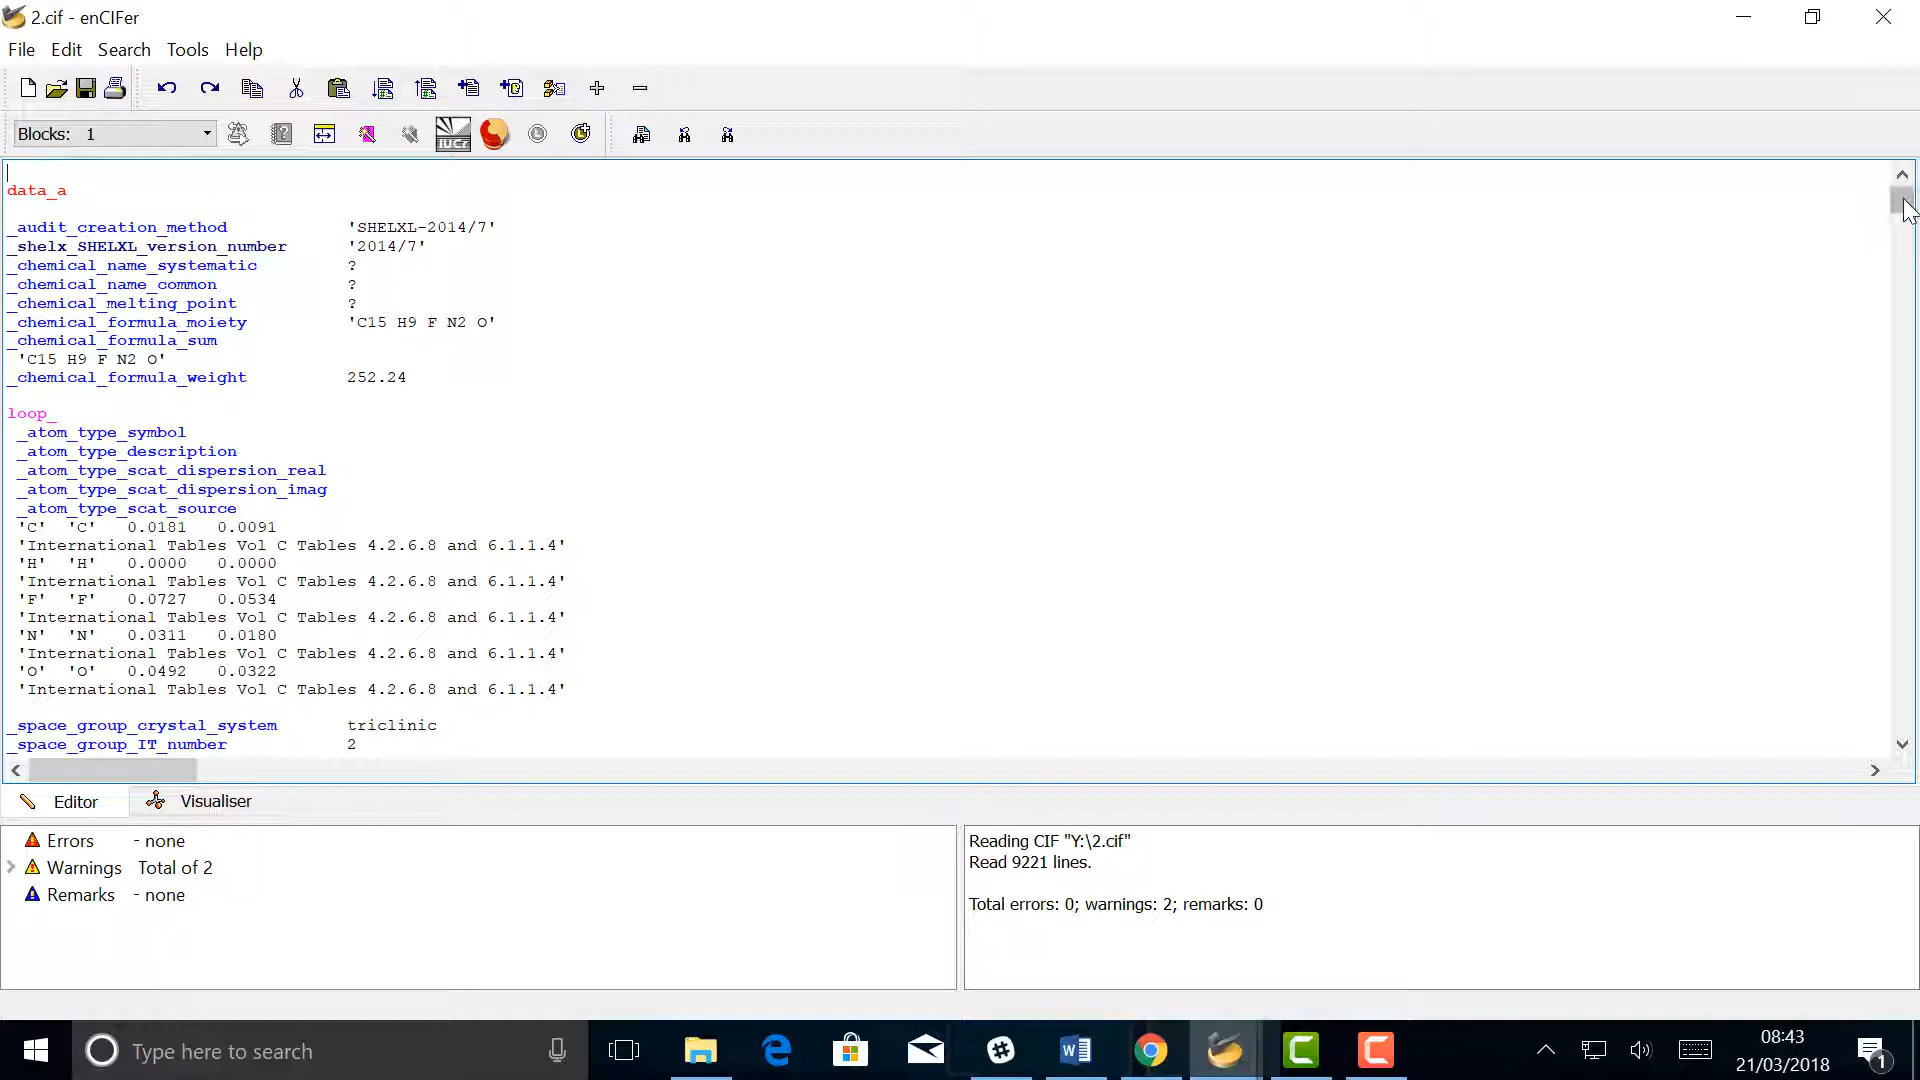 2.cif - enCIFer
File Edit Search Tools Help
Blocks: 1
IUCr
data_a
_audit_creation_method 'SHELXL-2014/7'
_shelx_SHELXL_version_number '2014/7'
_chemical_name_systematic ?
_chemical_name_common ?
_chemical_melting_point ?
_chemical_formula_moiety 'C15 H9 F N2 O'
_chemical_formula_sum
'C15 H9 F N2 O'
_chemical_formula_weight 252.24
loop_
_atom_type_symbol
_atom_type_description
_atom_type_scat_dispersion_real
_atom_type_scat_dispersion_imag
_atom_type_scat_source
'C' 'C' 0.0181 0.0091
'International Tables Vol C Tables 4.2.6.8 and 6.1.1.4'
'H' 'H' 0.0000 0.0000
'International Tables Vol C Tables 4.2.6.8 and 6.1.1.4'
'F' 'F' 0.0727 0.0534
'International Tables Vol C Tables 4.2.6.8 and 6.1.1.4'
'N' 'N' 0.0311 0.0180
'International Tables Vol C Tables 4.2.6.8 and 6.1.1.4'
'O' 'O' 0.0492 0.0322
'International Tables Vol C Tables 4.2.6.8 and 6.1.1.4'
_space_group_crystal_system triclinic
_space_group_IT_number 2
Editor Visualiser
Errors - none
Warnings Total of 2
Remarks - none
Reading CIF "Y:\2.cif"
Read 9221 lines.
Total errors: 0; warnings: 2; remarks: 0
Type here to search
08:43
21/03/2018
1